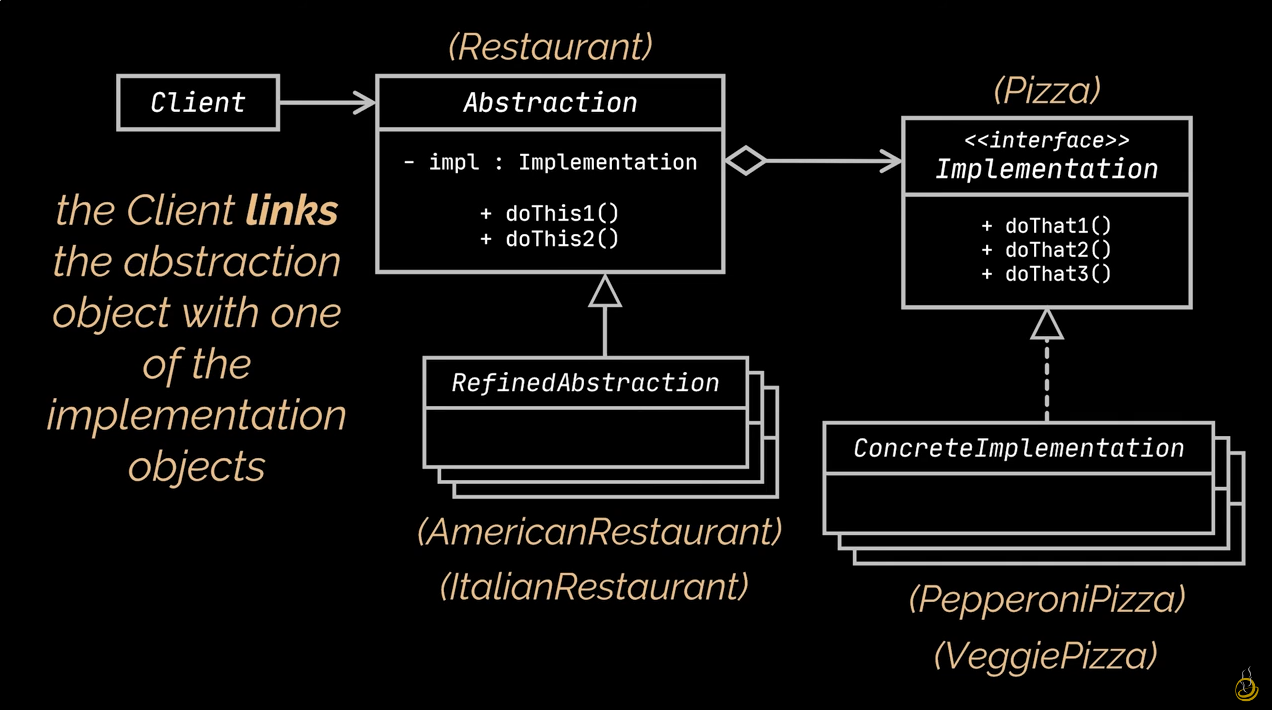 (Restaurant)
Client
Abstraction
- impl : Implementation
+ doThis1()
+ doThis2()
(Pizza)
<<interface>>
Implementation
+ doThat1()
+ doThat2()
+ doThat3()
the Client links
the abstraction
object with one
of the
implementation
objects
RefinedAbstraction
(AmericanRestaurant)
(ItalianRestaurant)
ConcreteImplementation
(PepperoniPizza)
(VeggiePizza)